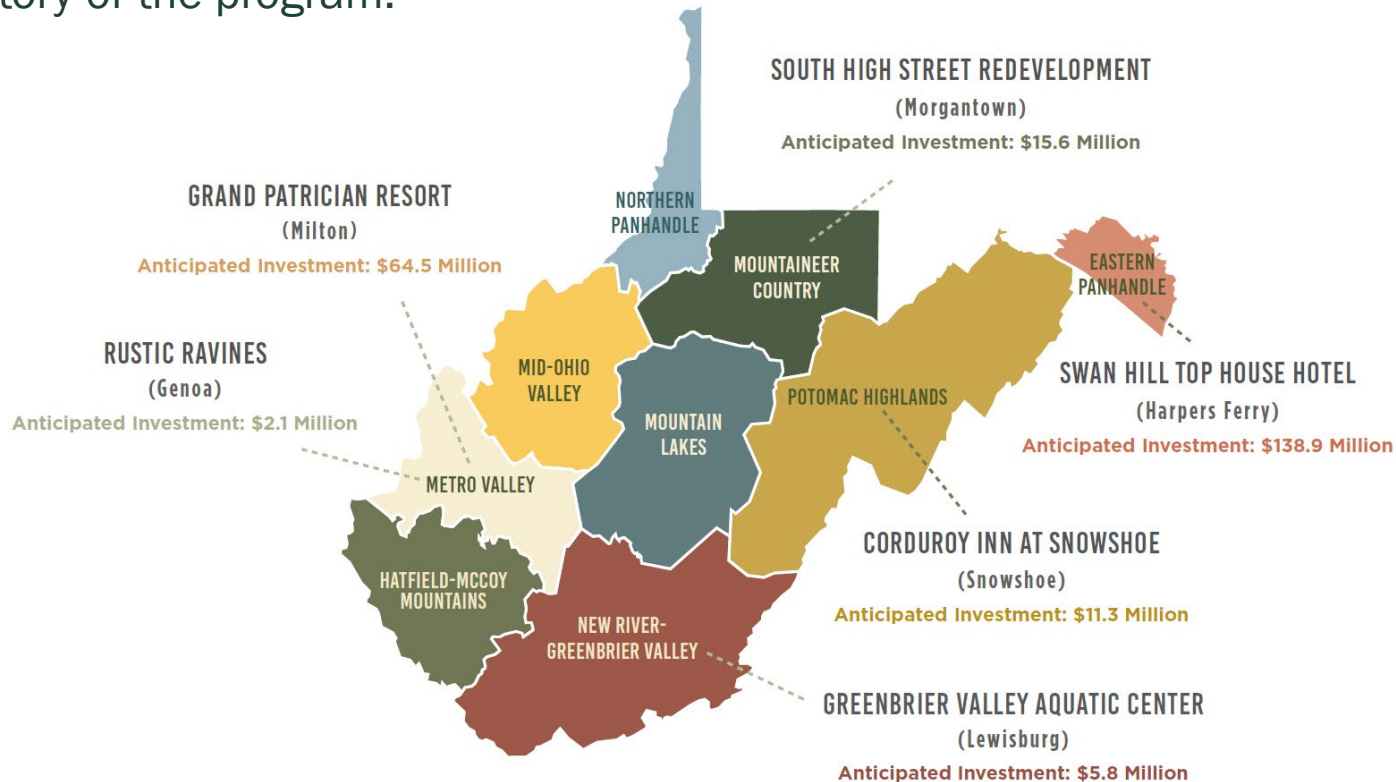 tory of the program.
SOUTH HIGH STREET REDEVELOPMENT
(Morgantown)
Anticipated Investment: $15.6 Million
GRAND PATRICIAN RESORT
(Milton)
Anticipated Investment: $64.5 Million
NORTHERN
PANHANDLE
MOUNTAINEER
COUNTRY
EASTERN
PANHANDLE
RUSTIC RAVINES
(Genoa)
Anticipated Investment: $2.1 Million
MID-OHIO
VALLEY
SWAN HILL TOP HOUSE HOTEL
(Harpers Ferry)
Anticipated Investment: $138.9 Million
POTOMAC HIGHLANDS
MOUNTAIN
LAKES
METRO VALLEY
CORDUROY INN AT SNOWSHOE
(Snowshoe)
Anticipated Investment: $11.3 Million
HATFIELD-MCCOY
MOUNTAINS
NEW RIVER-
GREENBRIER VALLEY
GREENBRIER VALLEY AQUATIC CENTER
(Lewisburg)
Anticipated Investment: $5.8 Million